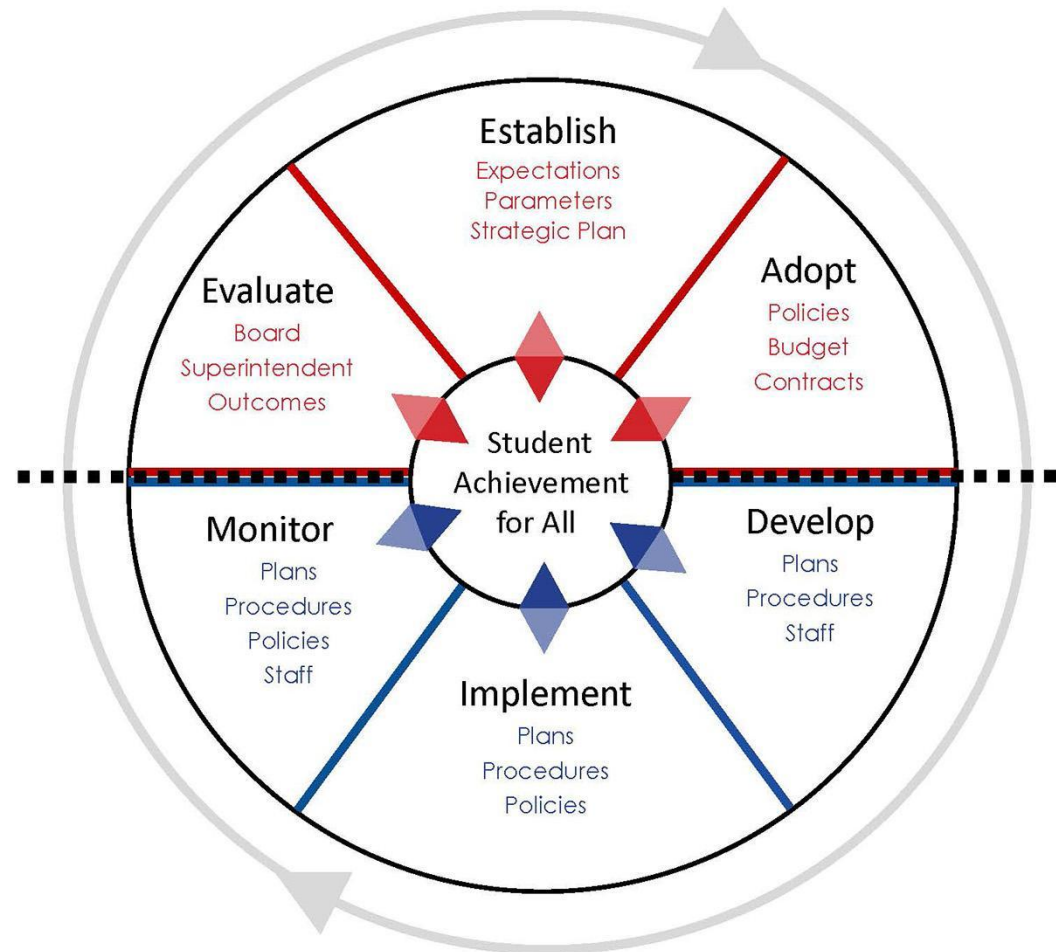 Establish
Expectations
Parameters
Strategic Plan
Adopt
Policies
Budget
Contracts
Develop
Plans
Procedures
Staff
Implement
Plans
Procedures
Policies
Monitor
Plans
Procedures
Policies
Staff
Evaluate
Board
Superintendent
Outcomes
Student
Achievement
for All